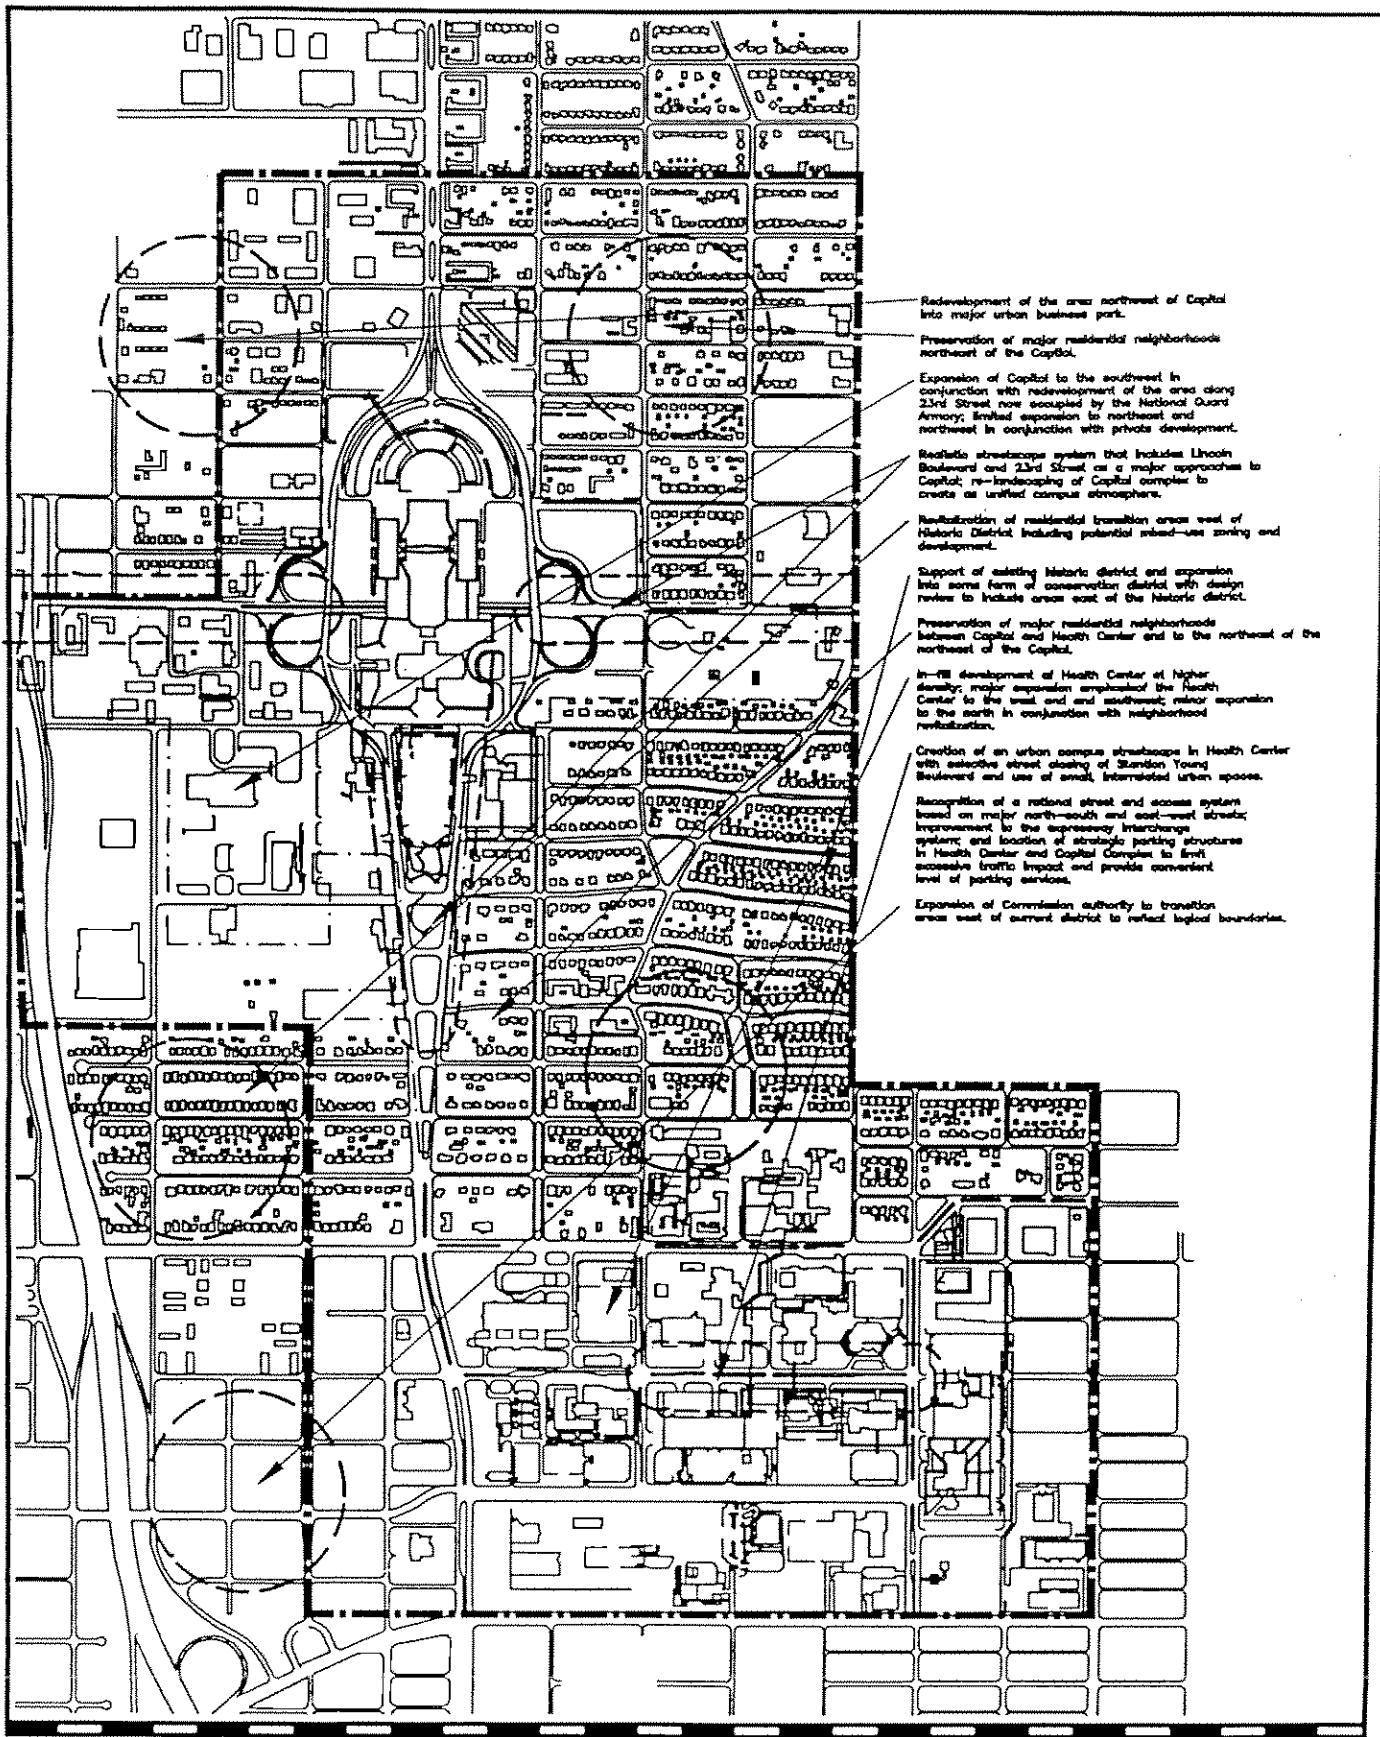 Redevelopment of the area northwest of Capital
into major urban business park.
Preservation of major residential neighborhoods
northeast of the Capitol.
Expansion of Capitol to the southwest in
conjunction with redevelopment of the area along
23rd Street now occupied by the National Guard
Armory; limited expansion to northeast and
northwest in conjunction with private development.
Realistic streetscape system that includes Lincoln
Boulevard and 23rd Street as a major approaches to
Capitol; re-landscaping of Capitol complex to
create as unified campus atmosphere.
Revitalization of residential transition areas west of
Historic District including potential mixed-use zoning and
development.
Support of existing historic district and expansion
into some form of conservation district with design
review to include areas east of the historic district.
Preservation of major residential neighborhoods
between Capitol and Health Center and to the northeast of the
northeast of the Capitol.
In-fill development of Health Center at higher
density; major expansion emphasis of the Health
Center to the west and and southwest; minor expansion
to the north in conjunction with neighborhood
revitalization.
Creation of an urban campus streetscape in Health Center
with selective street closing of Stanton Young
Boulevard and use of small, interrelated urban spaces.
Recognition of a rational street and access system
based on major north-south and east-west streets;
improvement to the expressway interchange
system; and location of strategic parking structures
in Health Center and Capitol Complex to limit
excessive traffic impact and provide convenient
level of parking services.
Expansion of Commission authority to transition
areas west of current district to reflect logical boundaries.